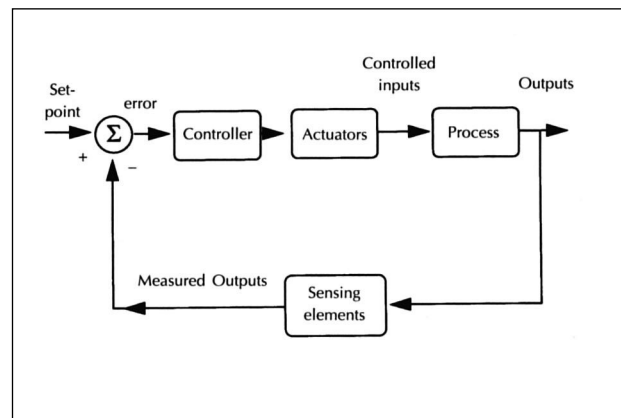 Set-
point
error
Controlled
inputs
Outputs
Σ
+
−
Controller
Actuators
Process
Measured Outputs
Sensing
elements